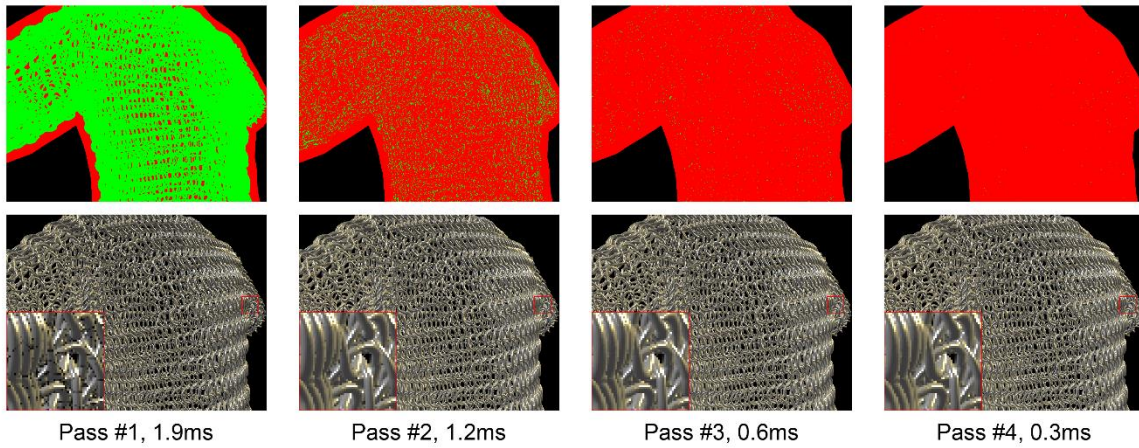 Pass #1, 1.9ms
Pass #2, 1.2ms
Pass #3, 0.6ms
Pass #4, 0.3ms